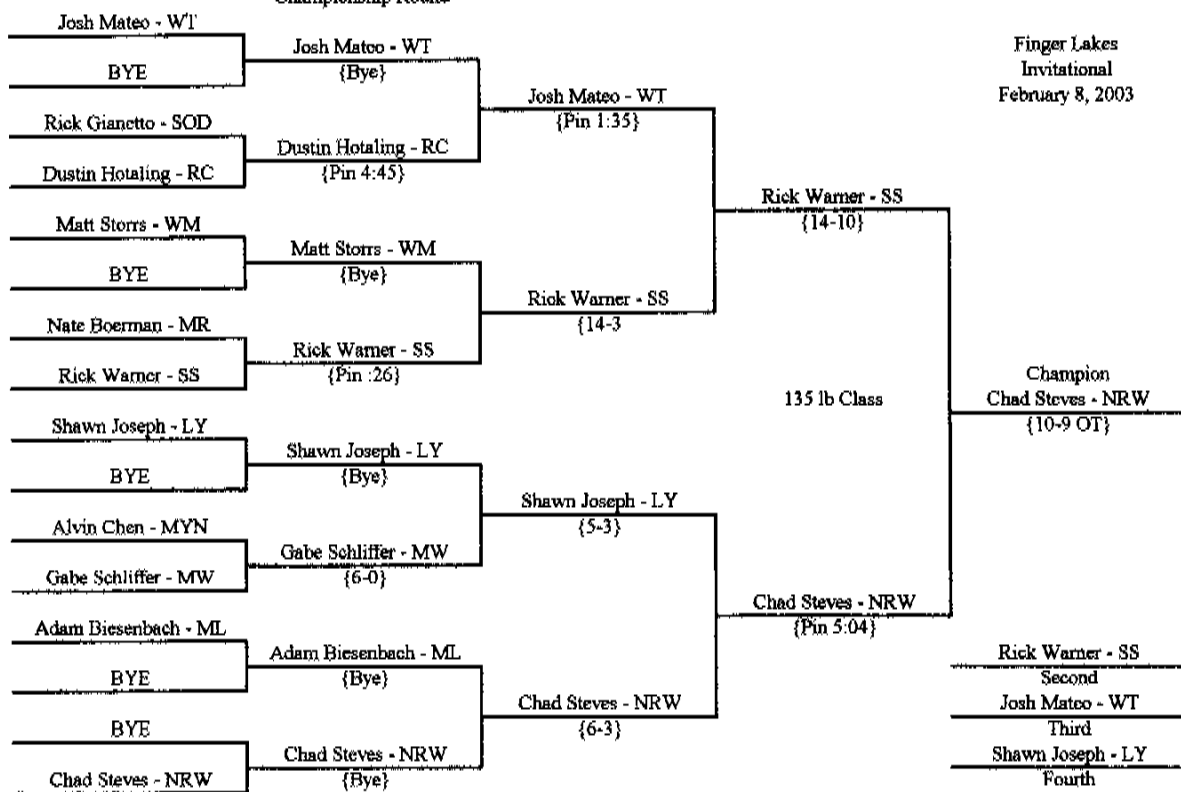 Championship Round
Josh Mateo - WT
BYE
Rick Gianetto - SOD
Dustin Hotaling - RC
Matt Storrs - WM
BYE
Nate Boerman - MR
Rick Warner - SS
Shawn Joseph - LY
BYE
Alvin Chen - MYN
Gabe Schliffer - MW
Adam Biesenbach - ML
BYE
BYE
Chad Steves - NRW
Josh Mateo - WT
{Bye}
Dustin Hotaling - RC
{Pin 4:45}
Matt Storrs - WM
{Bye}
Rick Warner - SS
{Pin :26}
Shawn Joseph - LY
{Bye}
Gabe Schliffer - MW
{6-0}
Adam Biesenbach - ML
{Bye}
Chad Steves - NRW
{Bye}
Josh Mateo - WT
{Pin 1:35}
Rick Warner - SS
{14-3
Shawn Joseph - LY
{5-3}
Chad Steves - NRW
{6-3}
Rick Warner - SS
{14-10}
Chad Steves - NRW
{Pin 5:04}
135 lb Class
Finger Lakes
Invitational
February 8, 2003
Champion
Chad Steves - NRW
{10-9 OT}
Rick Warner - SS
Second
Josh Mateo - WT
Third
Shawn Joseph - LY
Fourth